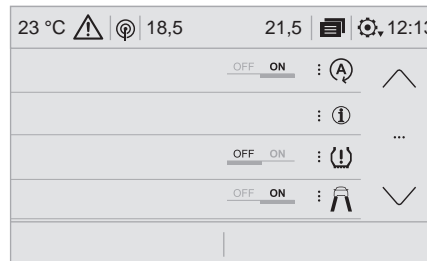 23 °C 18,5 21,5 12:13
OFF ON A
i
OFF ON !
OFF ON
...